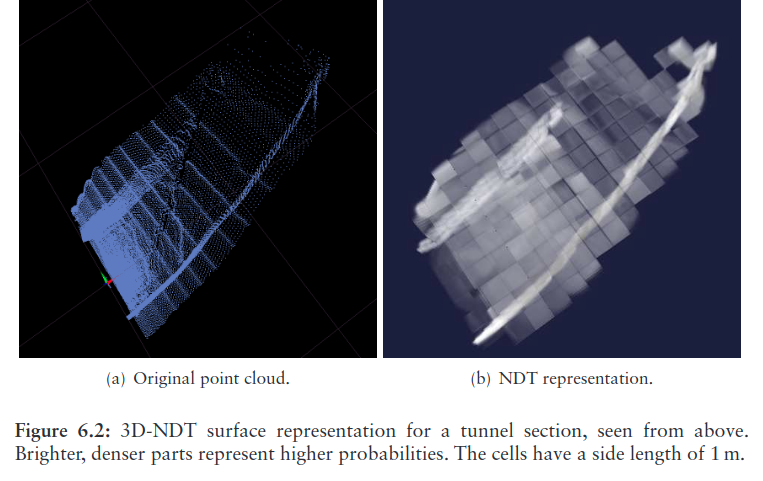 (a) Original point cloud.
(b) NDT representation.
Figure 6.2: 3D-NDT surface representation for a tunnel section, seen from above.
Brighter, denser parts represent higher probabilities. The cells have a side length of 1 m.